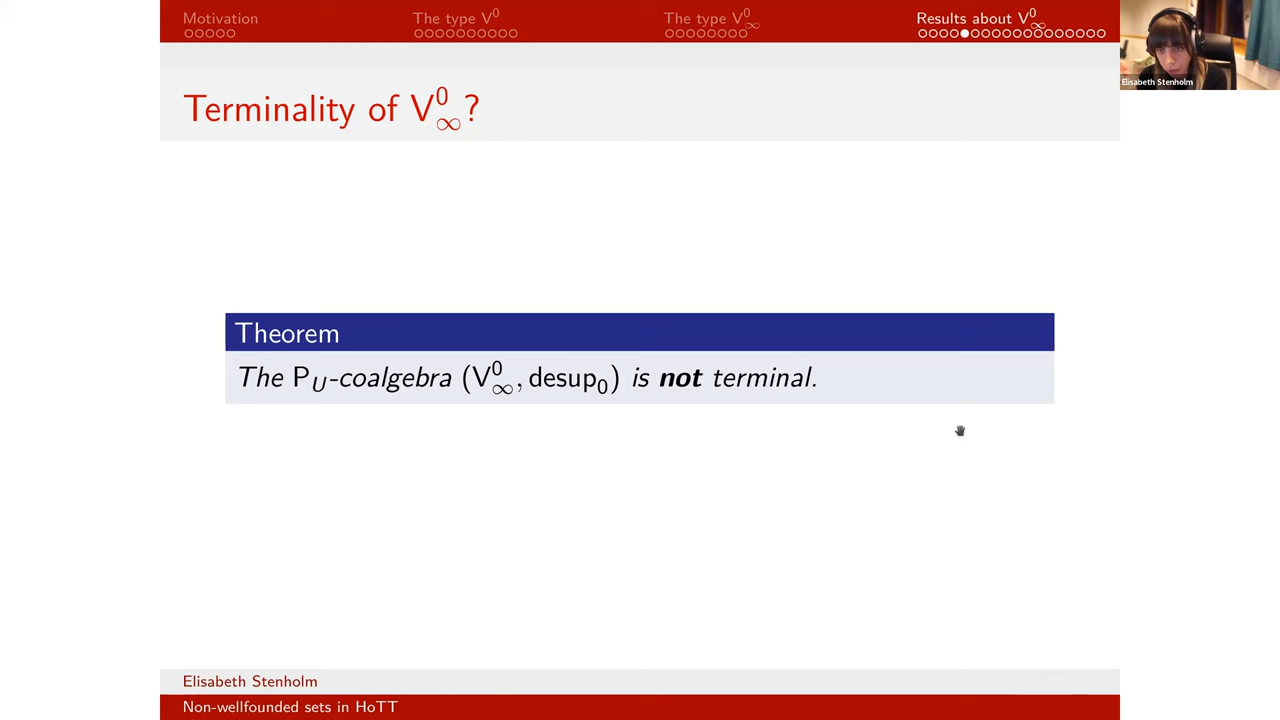 Motivation
The type V⁰
The type V⁰∞
Results about V⁰∞
Elisabeth Stenholm
Terminality of V⁰∞?
Theorem
The P_U-coalgebra (V⁰∞, desup₀) is not terminal.
Elisabeth Stenholm
Non-wellfounded sets in HoTT